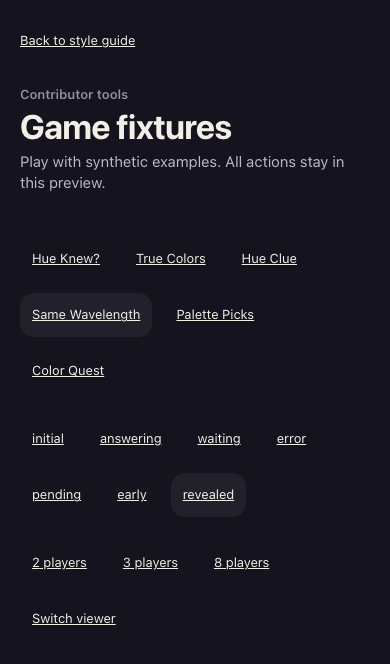 Back to style guide
Contributor tools
Game fixtures
Play with synthetic examples. All actions stay in
this preview.
Hue Knew? True Colors Hue Clue
Same Wavelength Palette Picks
Color Quest
initial answering waiting error
pending early revealed
2 players 3 players 8 players
Switch viewer